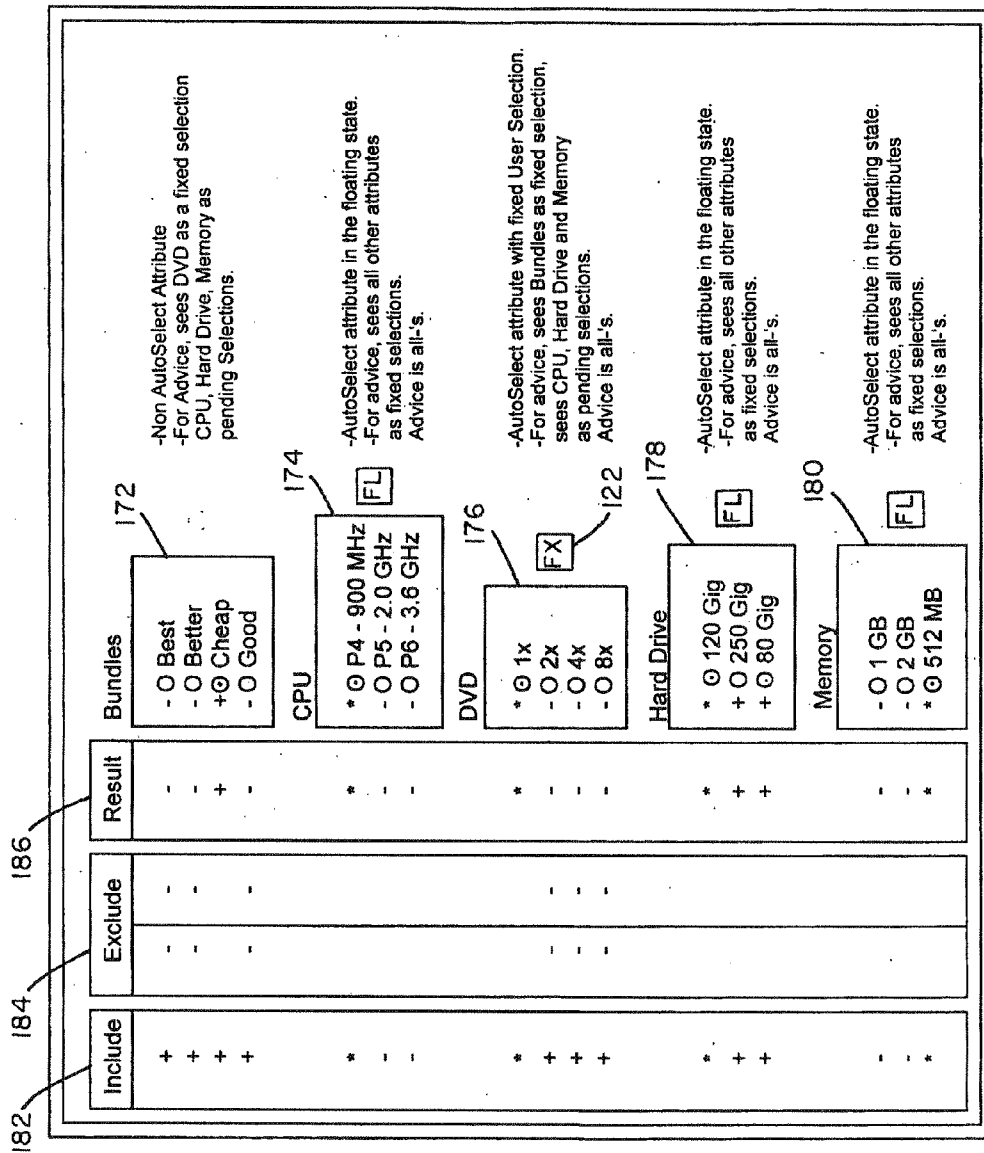 182
184
186
Include
Exclude
Result
Bundles
172
+ - - - - O Best
+ - - - - O Better
+ + +⊙ Cheap
+ - - - - O Good
-Non AutoSelect Attribute
-For Advice, sees DVD as a fixed selection
CPU, Hard Drive, Memory as
pending Selections.
CPU
174
* * * ⊙ P4 - 900 MHz
- - - O P5 - 2.0 GHz
- - - O P6 - 3.6 GHz
FL
-AutoSelect attribute in the floating state.
-For advice, sees all other attributes
as fixed selections.
Advice is all-'s.
DVD
176
* * * ⊙ 1x
+ - - - - O 2x
+ - - - - O 4x
+ - - - - O 8x
FX
122
-AutoSelect attribute with fixed User Selection.
-For advice, sees Bundles as fixed selection,
sees CPU, Hard Drive and Memory
as pending selections.
Advice is all-'s.
Hard Drive
178
* * * ⊙ 120 Gig
+ + + O 250 Gig
+ + + ⊙ 80 Gig
FL
-AutoSelect attribute in the floating state.
-For advice, sees all other attributes
as fixed selections.
Advice is all-'s.
Memory
180
- - - O 1 GB
- - - O 2 GB
* * * ⊙ 512 MB
FL
-AutoSelect attribute in the floating state.
-For advice, sees all other attributes
as fixed selections.
Advice is all-'s.